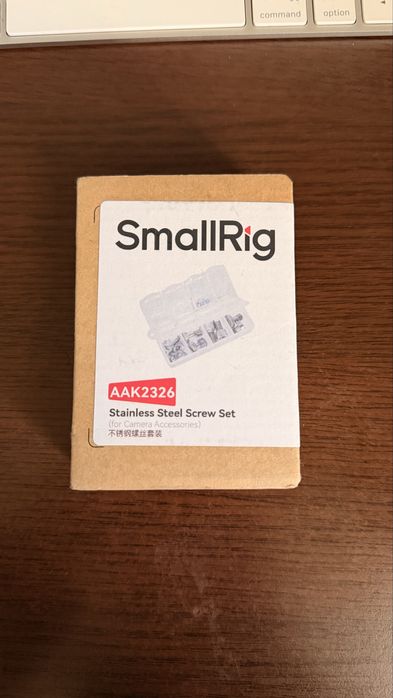 command
option
SmallRig
AAK2326
Stainless Steel Screw Set
(for Camera Accessories)
不锈钢螺丝套装